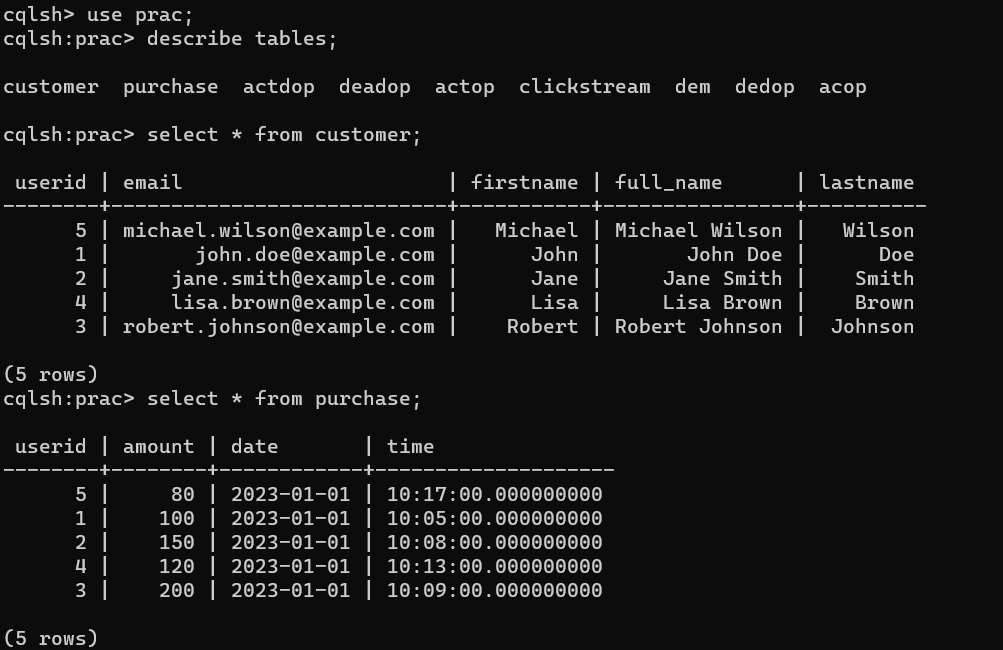 cqlsh> use prac;
cqlsh:prac> describe tables;

customer  purchase  actdop  deadop  actop  clickstream  dem  dedop  acop

cqlsh:prac> select * from customer;

 userid | email                       | firstname | full_name      | lastname
--------+----------------------------+-----------+----------------+----------
      5 | michael.wilson@example.com |   Michael | Michael Wilson |   Wilson
      1 |       john.doe@example.com |      John |       John Doe |      Doe
      2 |     jane.smith@example.com |      Jane |     Jane Smith |    Smith
      4 |     lisa.brown@example.com |      Lisa |     Lisa Brown |    Brown
      3 | robert.johnson@example.com |    Robert | Robert Johnson |  Johnson

(5 rows)
cqlsh:prac> select * from purchase;

 userid | amount | date       | time
--------+--------+------------+--------------------
      5 |     80 | 2023-01-01 | 10:17:00.000000000
      1 |    100 | 2023-01-01 | 10:05:00.000000000
      2 |    150 | 2023-01-01 | 10:08:00.000000000
      4 |    120 | 2023-01-01 | 10:13:00.000000000
      3 |    200 | 2023-01-01 | 10:09:00.000000000

(5 rows)